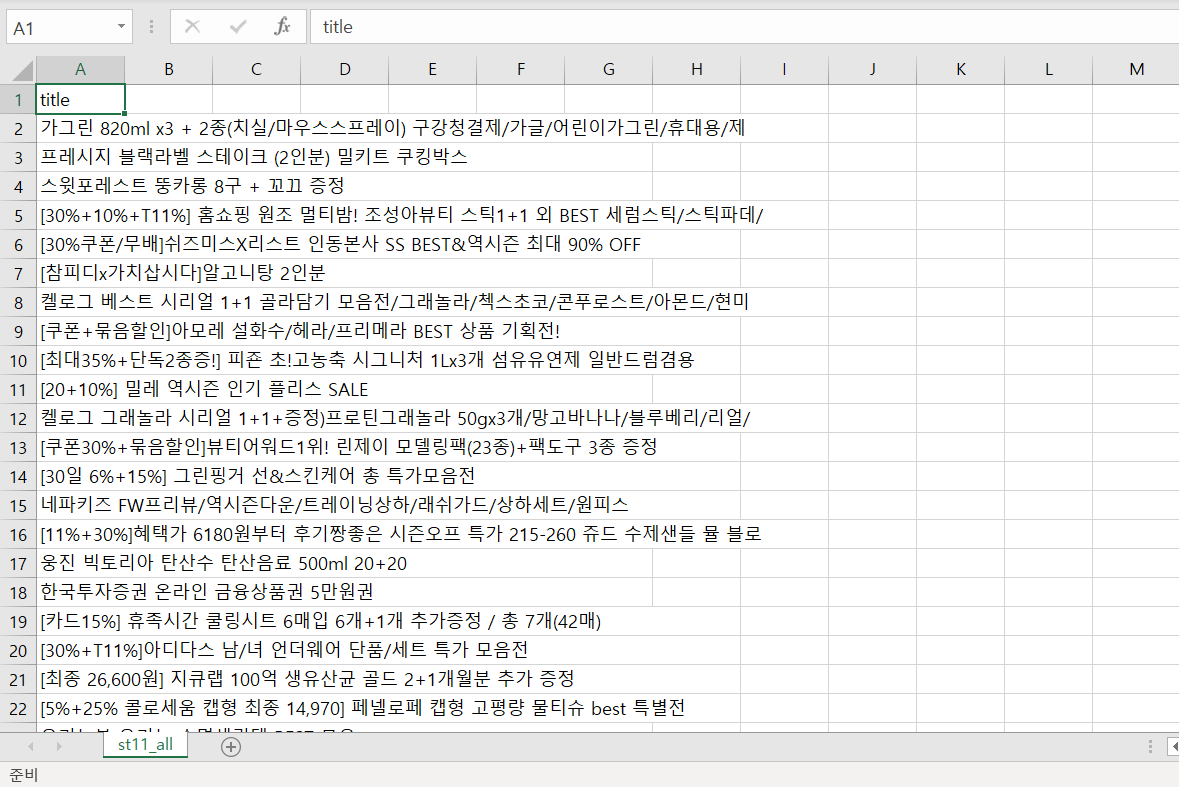 A1 fx title
A B C D E F G H I J K L M
1 title
2 가그린 820ml x3 + 2종(치실/마우스스프레이) 구강청결제/가글/어린이가그린/휴대용/제
3 프레시지 블랙라벨 스테이크 (2인분) 밀키트 쿠킹박스
4 스윗포레스트 뚱카롱 8구 + 꼬끄 증정
5 [30%+10%+T11%] 홈쇼핑 원조 멀티밤! 조성아뷰티 스틱1+1 외 BEST 세럼스틱/스틱파데/
6 [30%쿠폰/무배]쉬즈미스X리스트 인동본사 SS BEST&역시즌 최대 90% OFF
7 [참피디x가치삽시다]알고니탕 2인분
8 켈로그 베스트 시리얼 1+1 골라담기 모음전/그래놀라/첵스초코/콘푸로스트/아몬드/현미
9 [쿠폰+묶음할인]아모레 설화수/헤라/프리메라 BEST 상품 기획전!
10 [최대35%+단독2종증!] 피죤 초!고농축 시그니처 1Lx3개 섬유유연제 일반드럼겸용
11 [20+10%] 밀레 역시즌 인기 플리스 SALE
12 켈로그 그래놀라 시리얼 1+1+증정)프로틴그래놀라 50gx3개/망고바나나/블루베리/리얼/
13 [쿠폰30%+묶음할인]뷰티어워드1위! 린제이 모델링팩(23종)+팩도구 3종 증정
14 [30일 6%+15%] 그린핑거 선&스킨케어 총 특가모음전
15 네파키즈 FW프리뷰/역시즌다운/트레이닝상하/래쉬가드/상하세트/원피스
16 [11%+30%]혜택가 6180원부터 후기짱좋은 시즌오프 특가 215-260 쥬드 수제샌들 뮬 블로
17 웅진 빅토리아 탄산수 탄산음료 500ml 20+20
18 한국투자증권 온라인 금융상품권 5만원권
19 [카드15%] 휴족시간 쿨링시트 6매입 6개+1개 추가증정 / 총 7개(42매)
20 [30%+T11%]아디다스 남/녀 언더웨어 단품/세트 특가 모음전
21 [최종 26,600원] 지큐랩 100억 생유산균 골드 2+1개월분 추가 증정
22 [5%+25% 콜로세움 캡형 최종 14,970] 페넬로페 캡형 고평량 물티슈 best 특별전
st11_all
준비